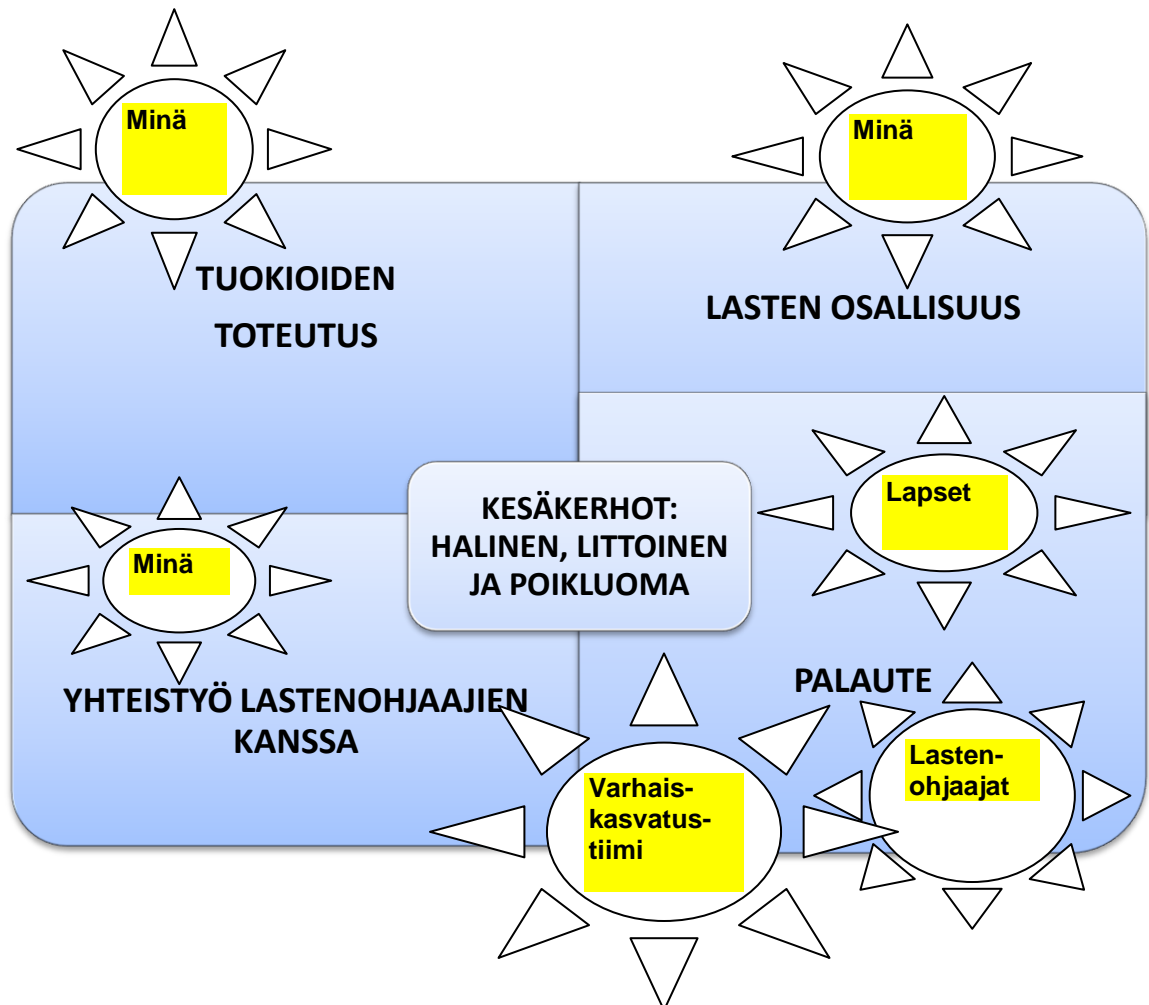 Minä
Minä
TUOKIOIDEN
TOTEUTUS
LASTEN OSALLISUUS
Lapset
KESÄKERHOT:
HALINEN, LITTOINEN
JA POIKLUOMA
Minä
YHTEISTYÖ LASTENOHJAAJIEN
KANSSA
PALAUTE
Lasten-
ohjaajat
Varhais-
kasvatus-
tiimi